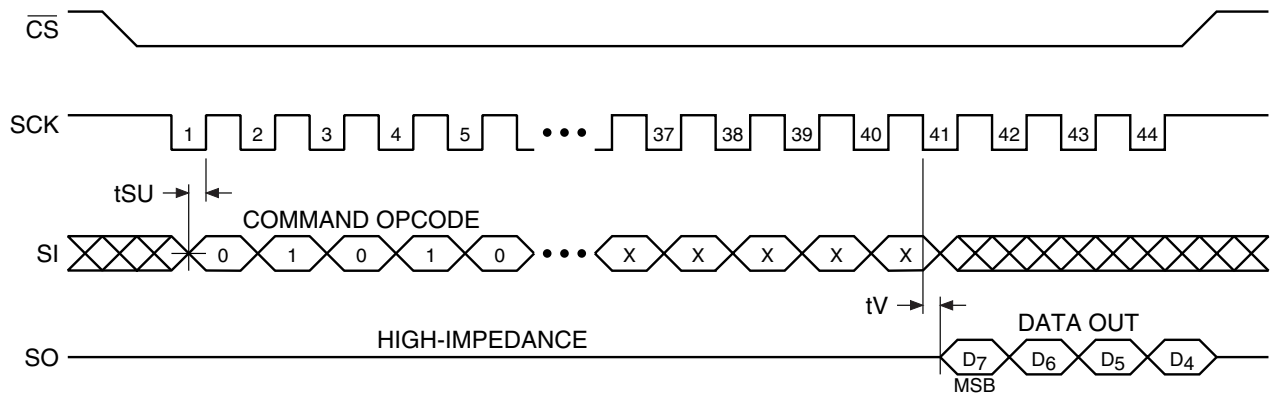 CS
SCK 1 2 3 4 5 ••• 37 38 39 40 41 42 43 44
tSU
COMMAND OPCODE
SI 0 1 0 1 0 ••• X X X X X
tV
HIGH-IMPEDANCE DATA OUT
SO D7 D6 D5 D4
MSB